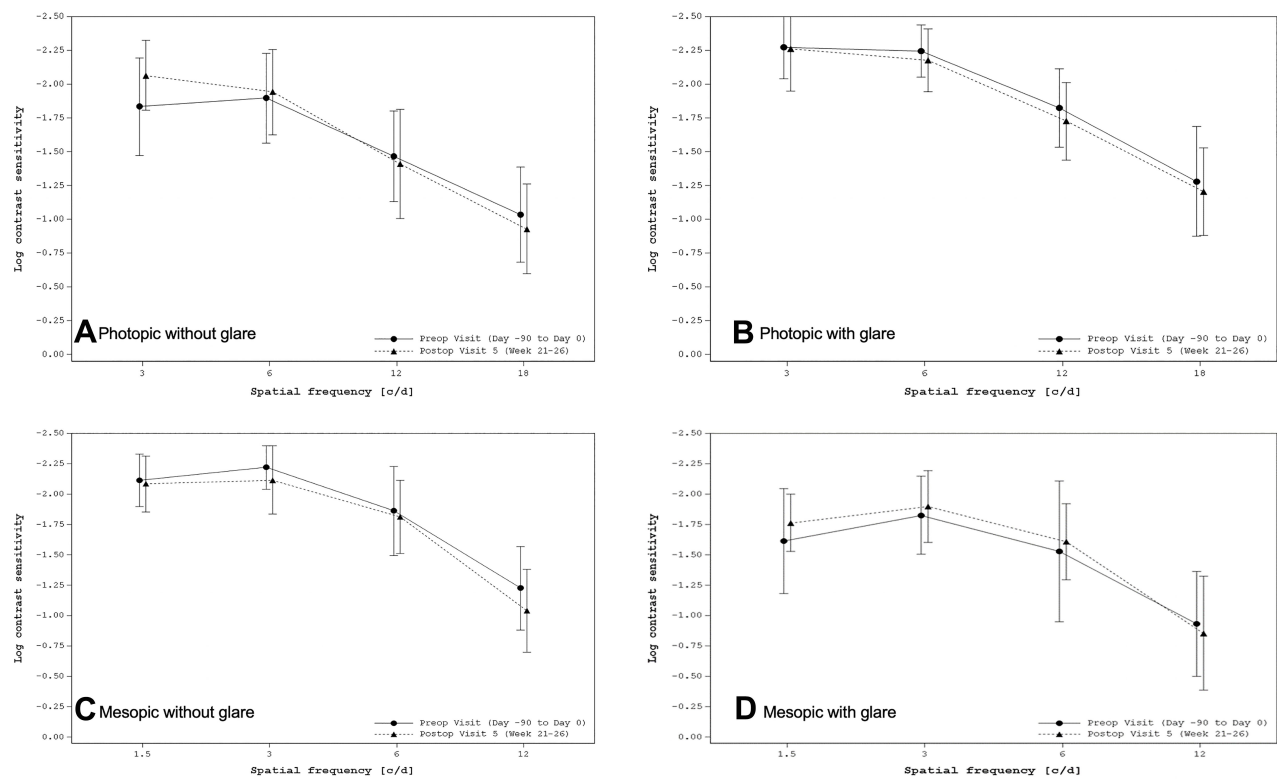 -2.50
-2.25
-2.00
-1.75
-1.50
-1.25
-1.00
-0.75
-0.50
-0.25
0.00
Log contrast sensitivity
A Photopic without glare
Preop Visit (Day -90 to Day 0)
Postop Visit 5 (Week 21-26)
3 6 12 18
Spatial frequency [c/d]
-2.50
-2.25
-2.00
-1.75
-1.50
-1.25
-1.00
-0.75
-0.50
-0.25
0.00
Log contrast sensitivity
B Photopic with glare
Preop Visit (Day -90 to Day 0)
Postop Visit 5 (Week 21-26)
3 6 12 18
Spatial frequency [c/d]
-2.50
-2.25
-2.00
-1.75
-1.50
-1.25
-1.00
-0.75
-0.50
-0.25
0.00
Log contrast sensitivity
C Mesopic without glare
Preop Visit (Day -90 to Day 0)
Postop Visit 5 (Week 21-26)
1.5 3 6 12
Spatial frequency [c/d]
-2.50
-2.25
-2.00
-1.75
-1.50
-1.25
-1.00
-0.75
-0.50
-0.25
0.00
Log contrast sensitivity
D Mesopic with glare
Preop Visit (Day -90 to Day 0)
Postop Visit 5 (Week 21-26)
1.5 3 6 12
Spatial frequency [c/d]